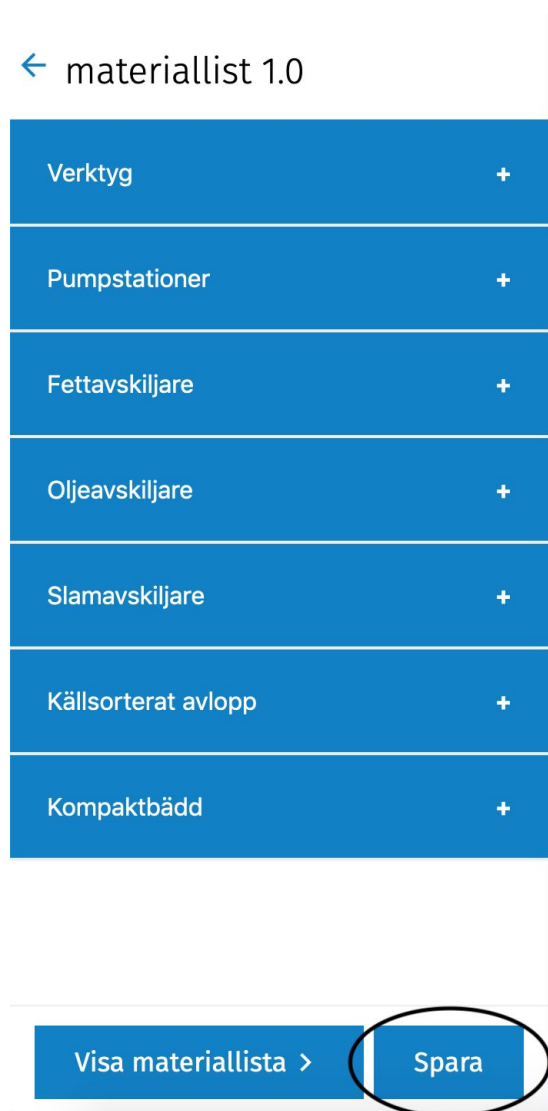 ← materiallist 1.0
Verktyg +
Pumpstationer +
Fettavskiljare +
Oljeavskiljare +
Slamavskiljare +
Källsorterat avlopp +
Kompaktbädd +
Visa materiallista > Spara